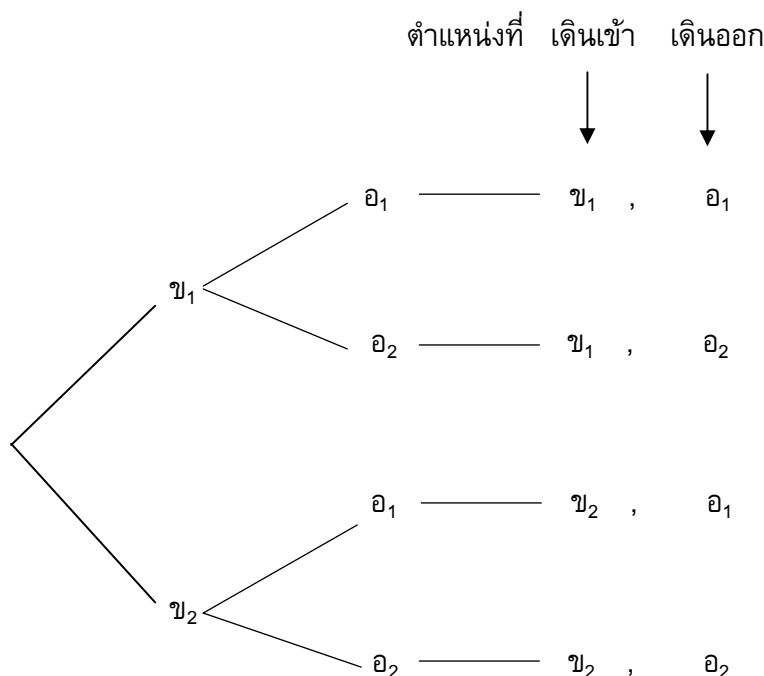 ตำแหน่งที่ เดินเข้า เดินออก
อ₁ ข₁ , อ₁
ข₁
อ₂ ข₁ , อ₂
อ₁ ข₂ , อ₁
ข₂
อ₂ ข₂ , อ₂